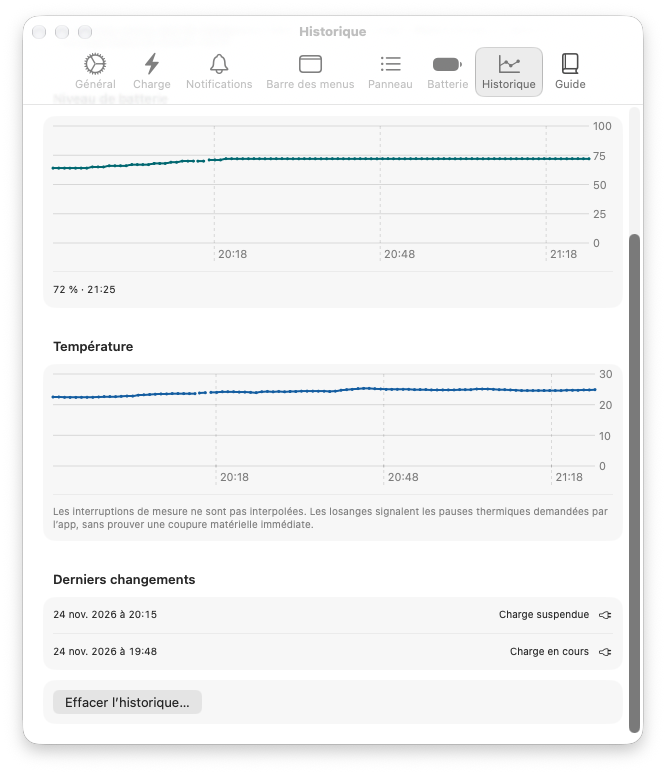 Historique
Général
Charge
Notifications
Barre des menus
Panneau
Batterie
Historique
Guide
Niveau de batterie
100
75
50
25
0
20:18
20:48
21:18
72 % · 21:25
Température
30
20
10
0
20:18
20:48
21:18
Les interruptions de mesure ne sont pas interpolées. Les losanges signalent les pauses thermiques demandées par
l’app, sans prouver une coupure matérielle immédiate.
Derniers changements
24 nov. 2026 à 20:15
Charge suspendue
24 nov. 2026 à 19:48
Charge en cours
Effacer l’historique…